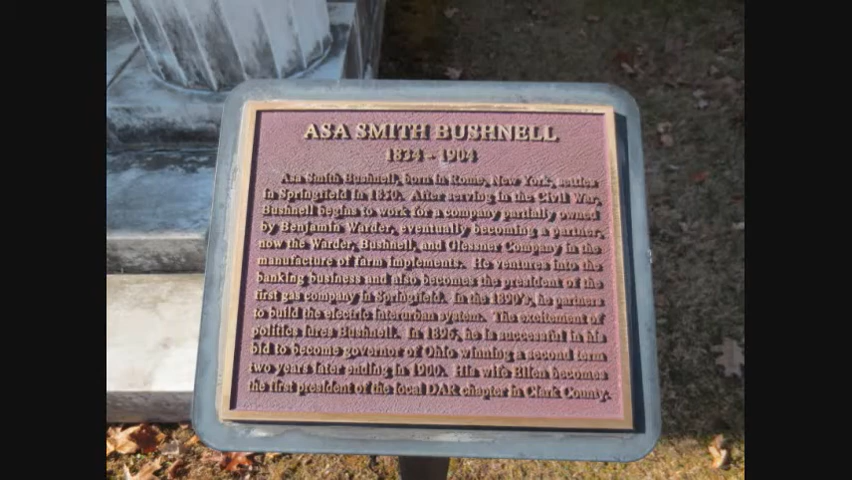 ASA SMITH BUSHNELL
1834 - 1904
Asa Smith Bushnell, born in Rome, New York, settles
in Springfield in 1850. After serving in the Civil War,
Bushnell begins to work for a company partially owned
by Benjamin Warder, eventually becoming a partner,
now the Warder, Bushnell, and Glessner Company in the
manufacture of farm implements. He ventures into the
banking business and also becomes the president of the
first gas company in Springfield. In the 1890's, he partners
to build the electric interurban system. The excitement of
politics lures Bushnell. In 1896, he is successful in his
bid to become governor of Ohio winning a second term
two years later ending in 1900. His wife Ellen becomes
the first president of the local DAR chapter in Clark County.